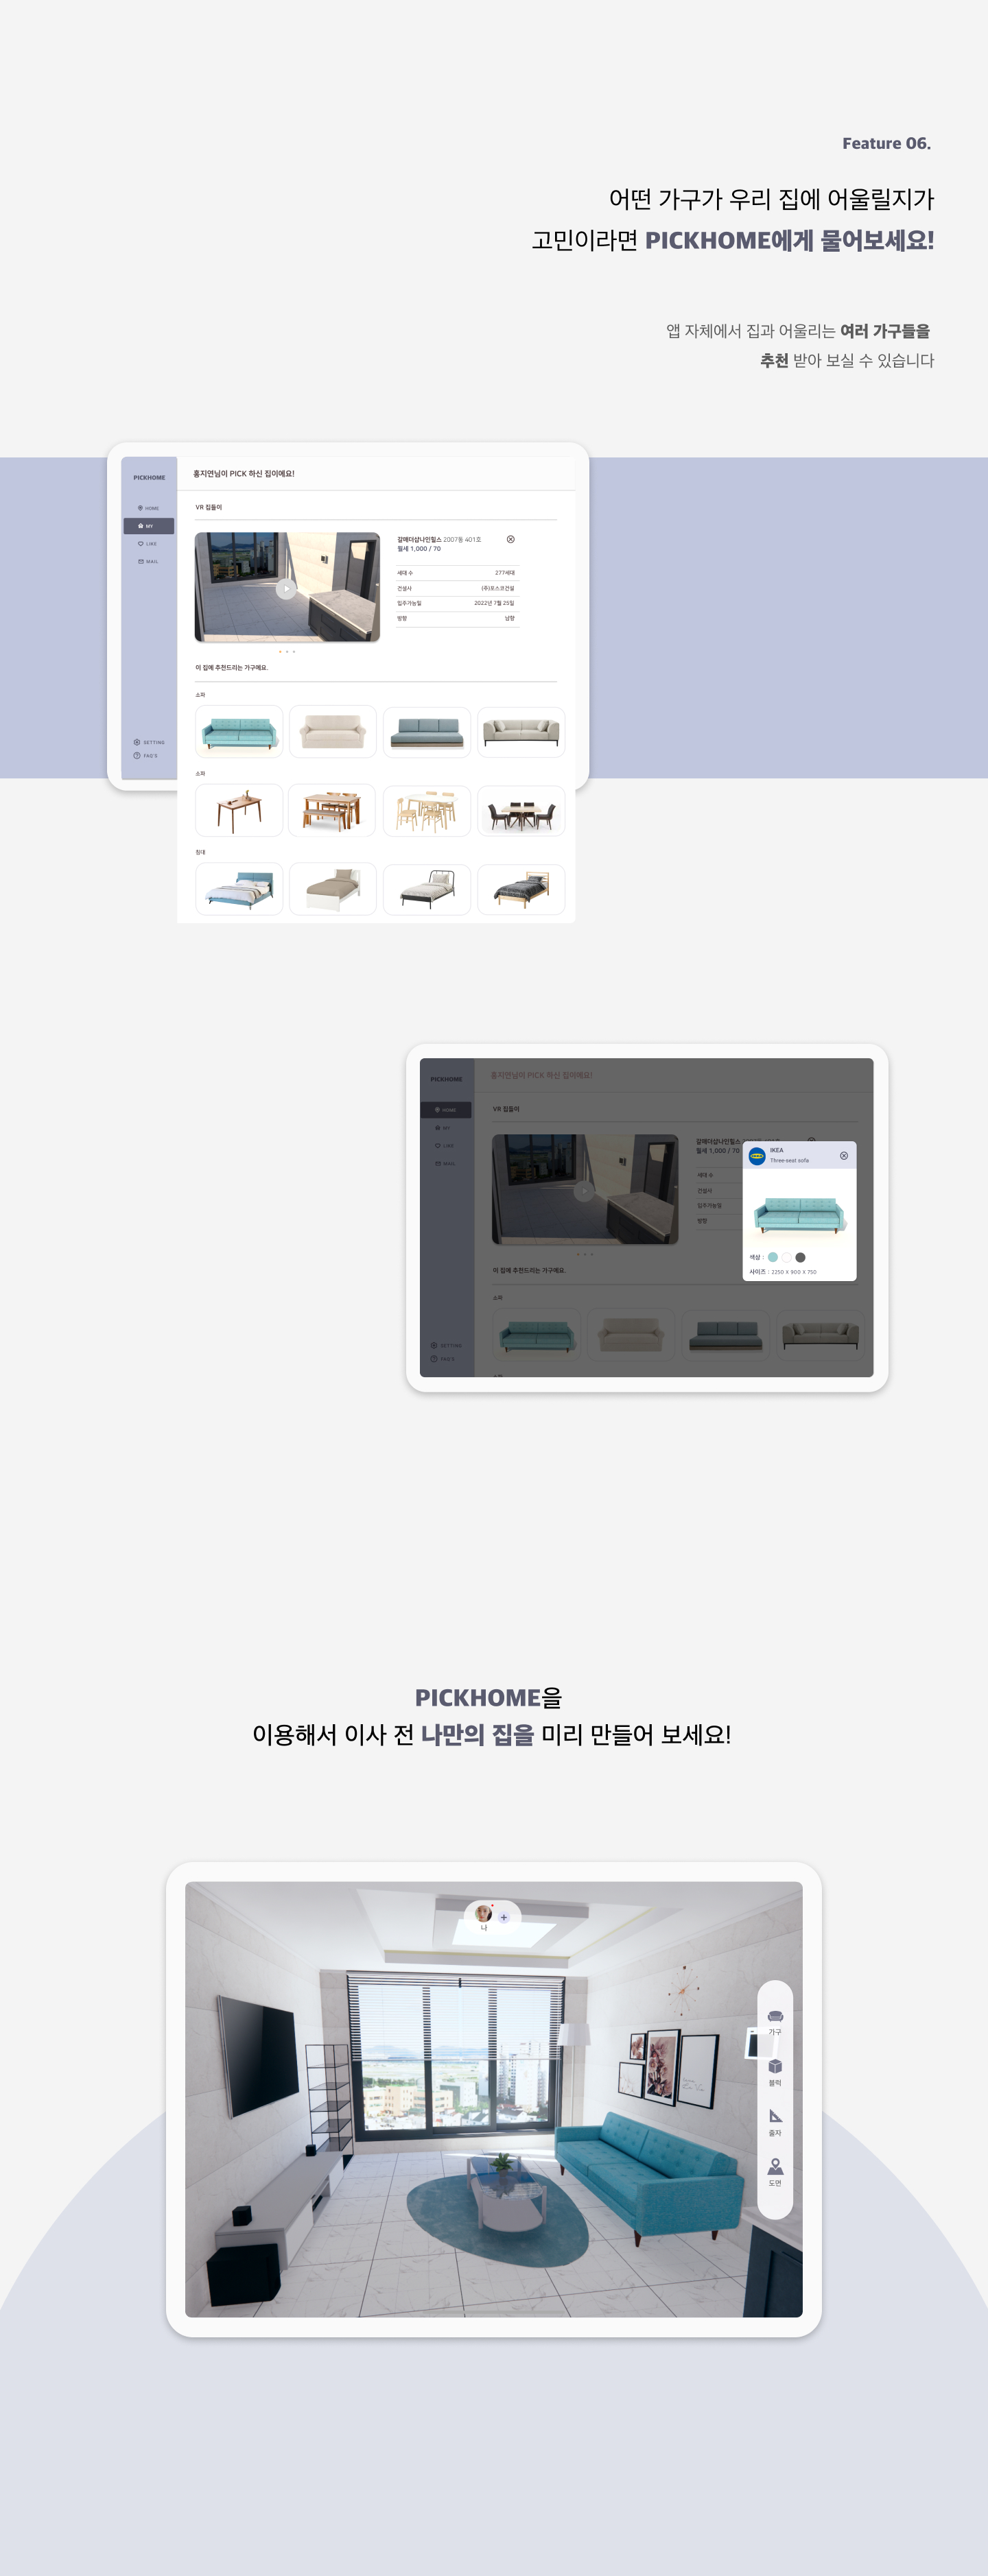 Feature 06.
어떤 가구가 우리 집에 어울릴지가
고민이라면 PICKHOME에게 물어보세요!
앱 자체에서 집과 어울리는 여러 가구들을
추천 받아 보실 수 있습니다
PICKHOME
HOME
MY
LIKE
MAIL
SETTING
FAQ'S
홍지연님이 PICK 하신 집이에요!
VR 집들이
갈매더샵나인힐스 2007동 401호
월세 1,000 / 70
세대 수 277세대
건설사 (주)포스코건설
입주가능일 2022년 7월 25일
방향 남향
이 집에 추천드리는 가구에요.
소파
소파
침대
PICKHOME
HOME
MY
LIKE
MAIL
SETTING
FAQ'S
홍지연님이 PICK 하신 집이에요!
VR 집들이
갈매더샵나인힐스
월세 1,000 / 70
세대 수
건설사
입주가능일
방향
이 집에 추천드리는 가구에요.
소파
IKEA
Three-seat sofa
색상 :
사이즈 : 2250 X 900 X 750
PICKHOME을
이용해서 이사 전 나만의 집을 미리 만들어 보세요!
나
가구
블럭
줄자
도면